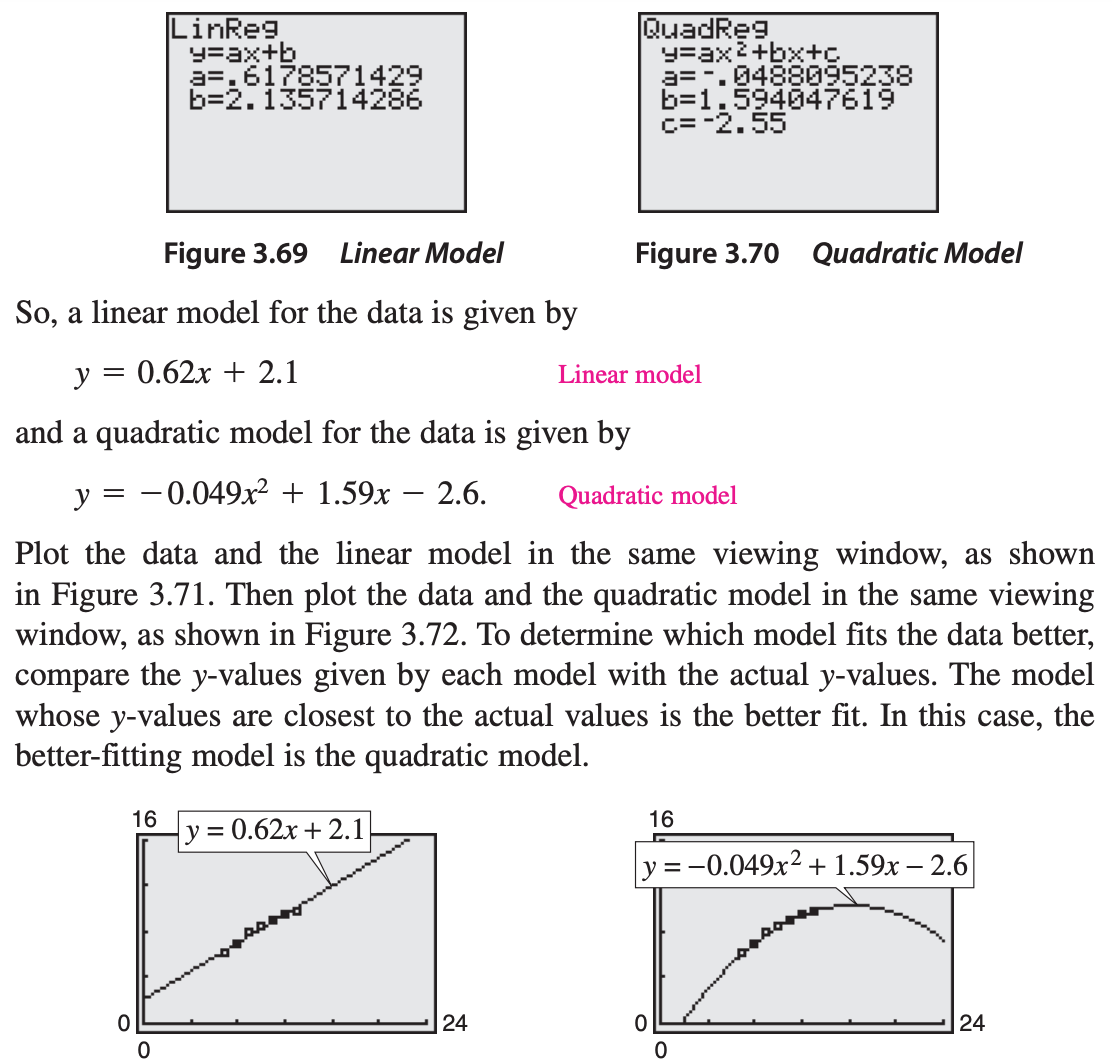 LinReg
y=ax+b
a=.6178571429
b=2.135714286
QuadReg
y=ax²+bx+c
a=-.0488095238
b=1.594047619
c=-2.55
Figure 3.69 Linear Model
Figure 3.70 Quadratic Model
So, a linear model for the data is given by
y = 0.62x + 2.1 Linear model
and a quadratic model for the data is given by
y = −0.049x² + 1.59x − 2.6. Quadratic model
Plot the data and the linear model in the same viewing window, as shown
in Figure 3.71. Then plot the data and the quadratic model in the same viewing
window, as shown in Figure 3.72. To determine which model fits the data better,
compare the y-values given by each model with the actual y-values. The model
whose y-values are closest to the actual values is the better fit. In this case, the
better-fitting model is the quadratic model.
16
y = 0.62x + 2.1
0
24
0
16
y = −0.049x² + 1.59x − 2.6
0
24
0